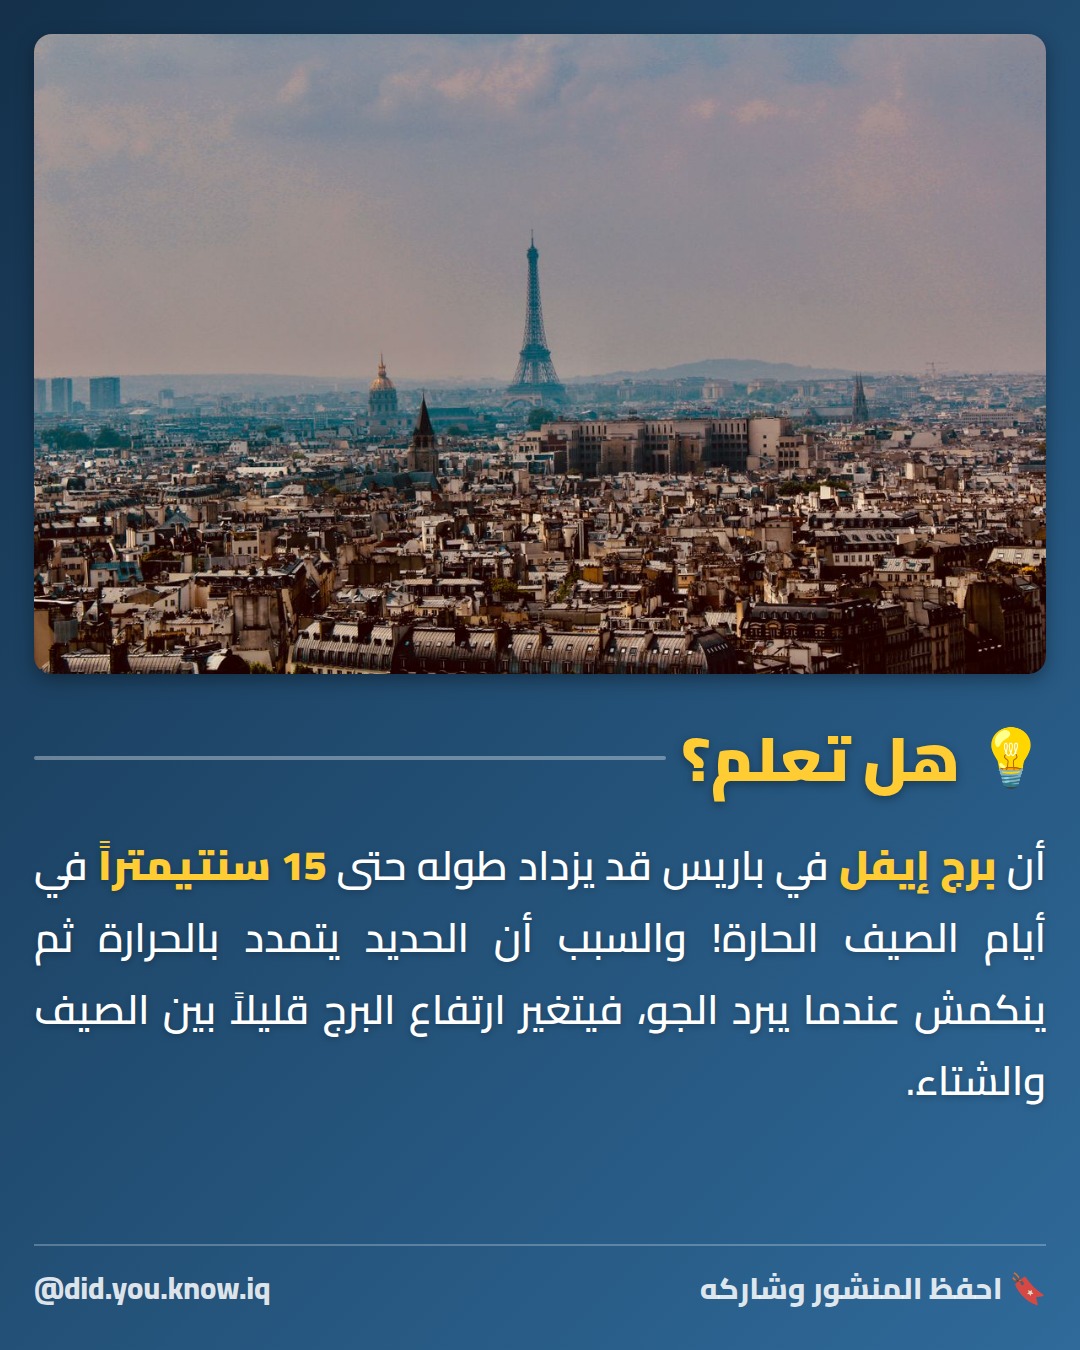 💡 هل تعلم؟
أن برج إيفل في باريس قد يزداد طوله حتى 15 سنتيمتراً في
أيام الصيف الحارة! والسبب أن الحديد يتمدد بالحرارة ثم
ينكمش عندما يبرد الجو، فيتغير ارتفاع البرج قليلاً بين الصيف
والشتاء.
🔖 احفظ المنشور وشاركه
@did.you.know.iq